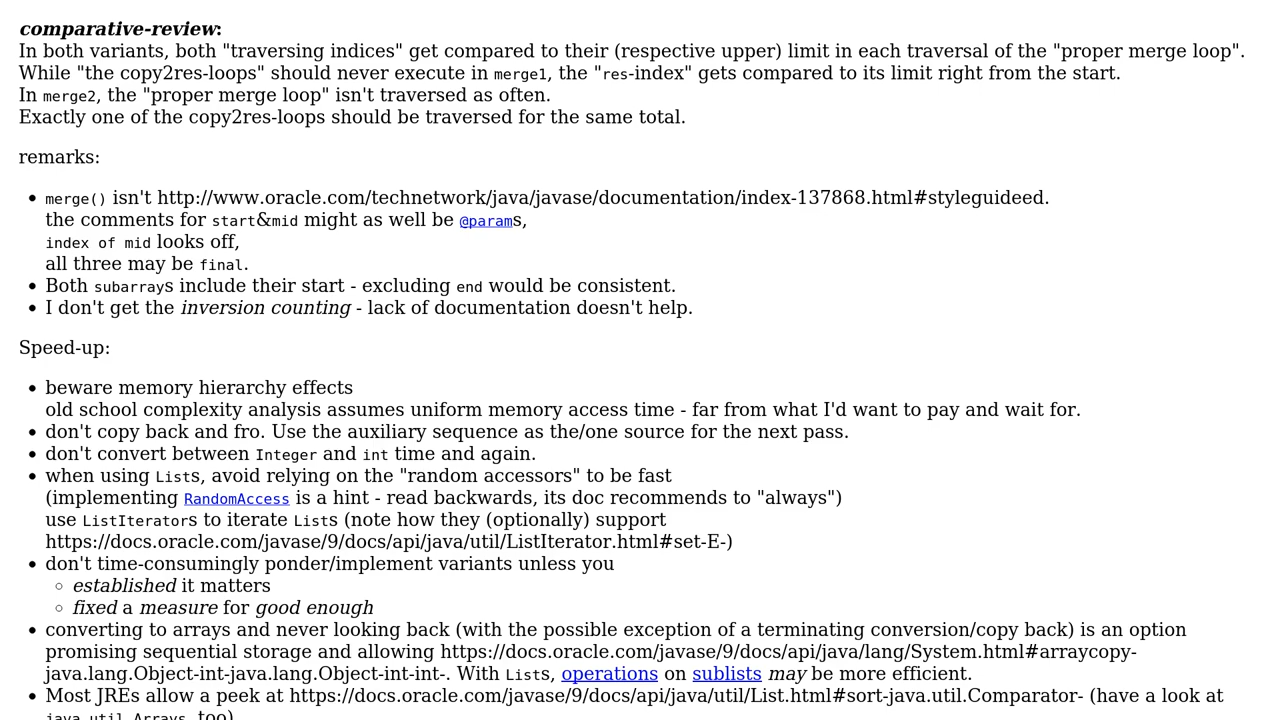 comparative-review:
In both variants, both "traversing indices" get compared to their (respective upper) limit in each traversal of the "proper merge loop".
While "the copy2res-loops" should never execute in merge1, the "res-index" gets compared to its limit right from the start.
In merge2, the "proper merge loop" isn't traversed as often.
Exactly one of the copy2res-loops should be traversed for the same total.
remarks:
• merge() isn't http://www.oracle.com/technetwork/java/javase/documentation/index-137868.html#styleguideed.
the comments for start&mid might as well be @params,
index of mid looks off,
all three may be final.
• Both subarrays include their start - excluding end would be consistent.
• I don't get the inversion counting - lack of documentation doesn't help.
Speed-up:
• beware memory hierarchy effects
old school complexity analysis assumes uniform memory access time - far from what I'd want to pay and wait for.
• don't copy back and fro. Use the auxiliary sequence as the/one source for the next pass.
• don't convert between Integer and int time and again.
• when using Lists, avoid relying on the "random accessors" to be fast
(implementing RandomAccess is a hint - read backwards, its doc recommends to "always")
use ListIterators to iterate Lists (note how they (optionally) support
https://docs.oracle.com/javase/9/docs/api/java/util/ListIterator.html#set-E-)
• don't time-consumingly ponder/implement variants unless you
◦ established it matters
◦ fixed a measure for good enough
• converting to arrays and never looking back (with the possible exception of a terminating conversion/copy back) is an option
promising sequential storage and allowing https://docs.oracle.com/javase/9/docs/api/java/lang/System.html#arraycopy-
java.lang.Object-int-java.lang.Object-int-int-. With Lists, operations on sublists may be more efficient.
• Most JREs allow a peek at https://docs.oracle.com/javase/9/docs/api/java/util/List.html#sort-java.util.Comparator- (have a look at
java.util.Arrays, too)